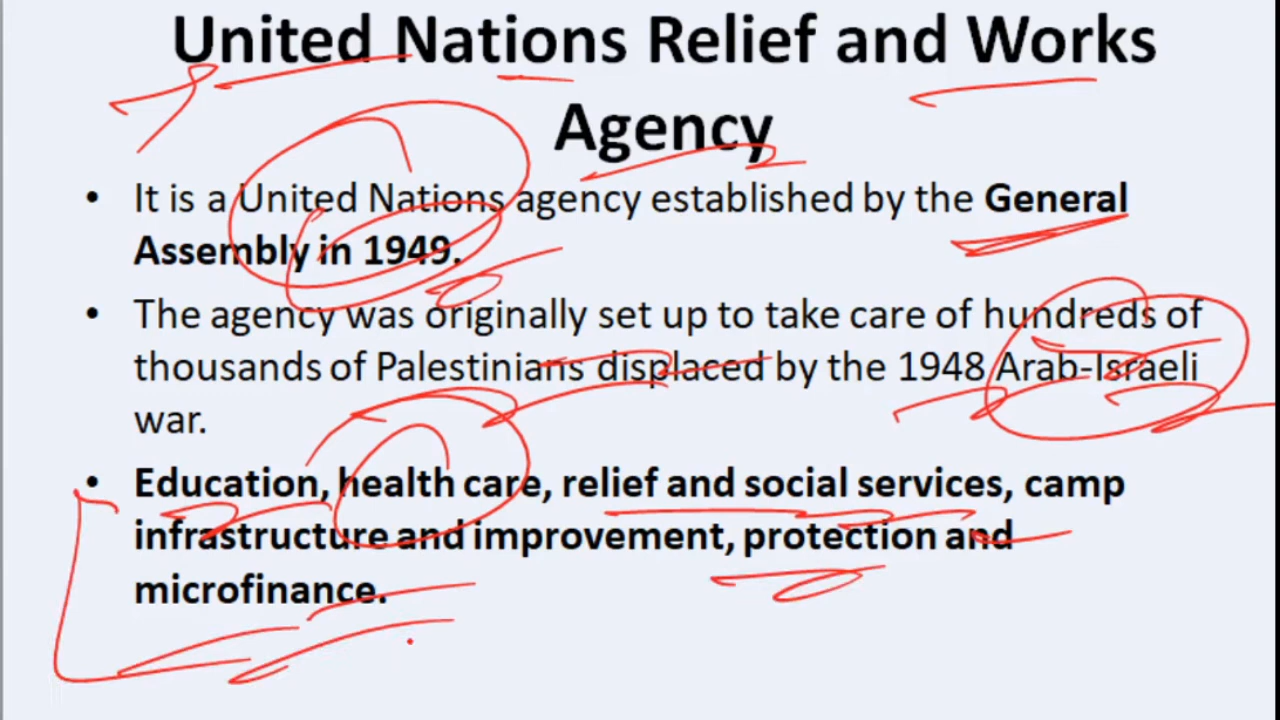 United Nations Relief and Works
Agency
• It is a United Nations agency established by the General
Assembly in 1949.
• The agency was originally set up to take care of hundreds of
thousands of Palestinians displaced by the 1948 Arab-Israeli
war.
• Education, health care, relief and social services, camp
infrastructure and improvement, protection and
microfinance.